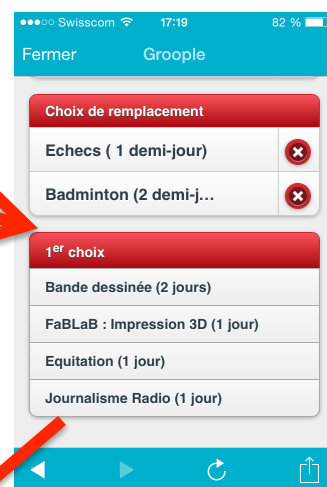 Swisscom 17:19 82 %
Fermer Groople
Choix de remplacement
Echecs ( 1 demi-jour)
Badminton (2 demi-j...
1er choix
Bande dessinée (2 jours)
FaBLaB : Impression 3D (1 jour)
Equitation (1 jour)
Journalisme Radio (1 jour)